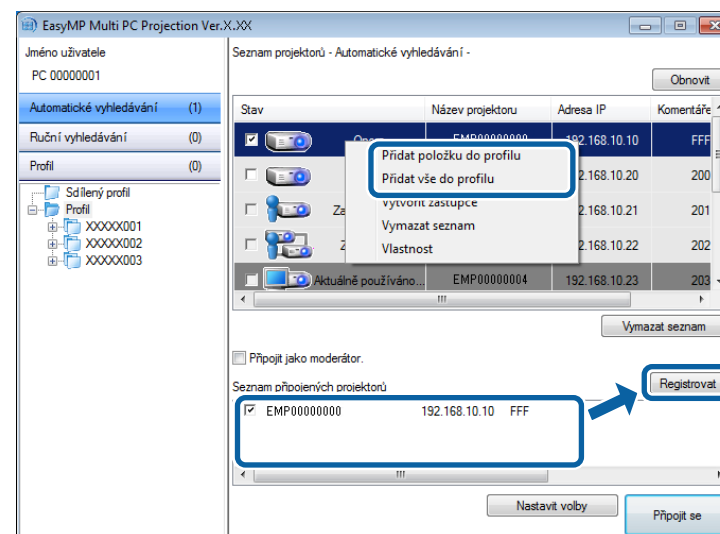 EasyMP Multi PC Projection Ver.X.XX
Jméno uživatele
PC 00000001
Automatické vyhledávání (1)
Ruční vyhledávání (0)
Profil (0)
Sdílený profil
Profil
XXXXX001
XXXXX002
XXXXX003
Seznam projektorů - Automatické vyhledávání -
Obnovit
Stav Název projektoru Adresa IP Komentáře
EMP00000000 192.168.10.10 FFF
192.168.10.20 200
Za 192.168.10.21 201
Z 192.168.10.22 202
Aktuálně používáno... EMP00000004 192.168.10.23 203
Přidat položku do profilu
Přidat vše do profilu
Vytvořit zástupce
Vymazat seznam
Vlastnost
Vymazat seznam
Připojit jako moderátor.
Seznam připojených projektorů
Registrovat
EMP00000000 192.168.10.10 FFF
Nastavit volby
Připojit se